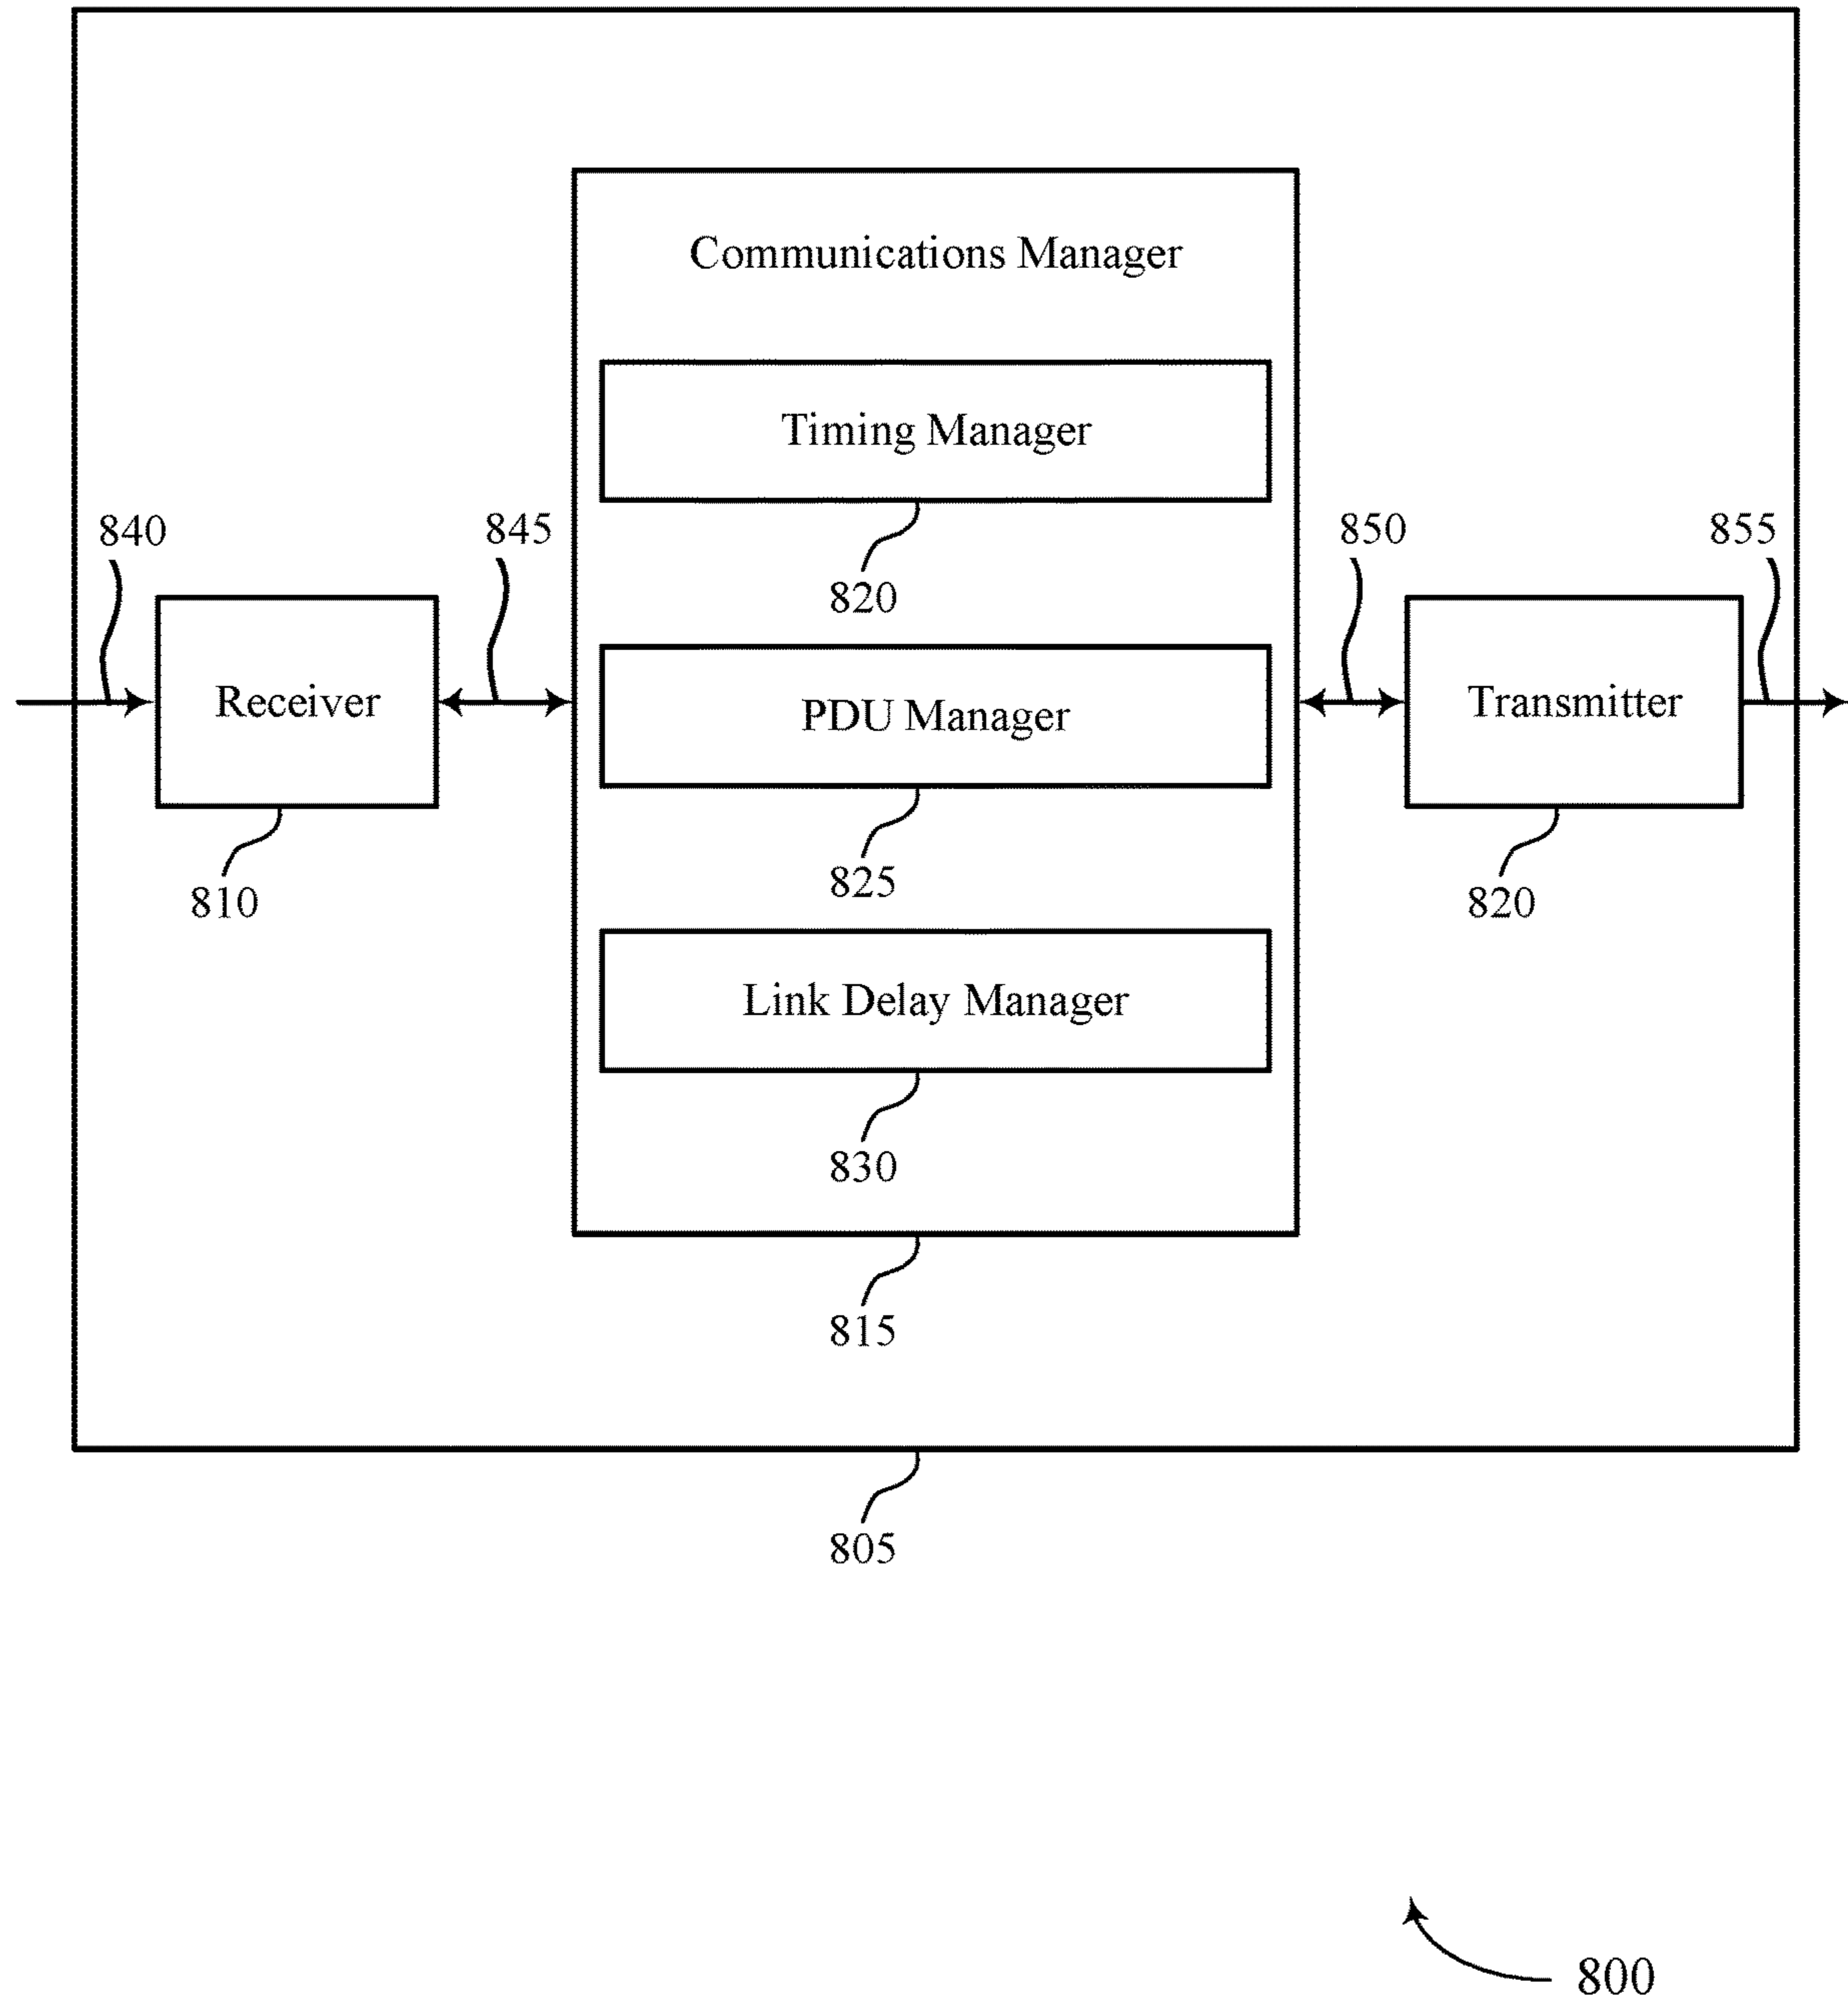 Communications Manager
Timing Manager
840
845
820
850
855
Receiver
PDU Manager
Transmitter
810
825
820
Link Delay Manager
830
815
805
800